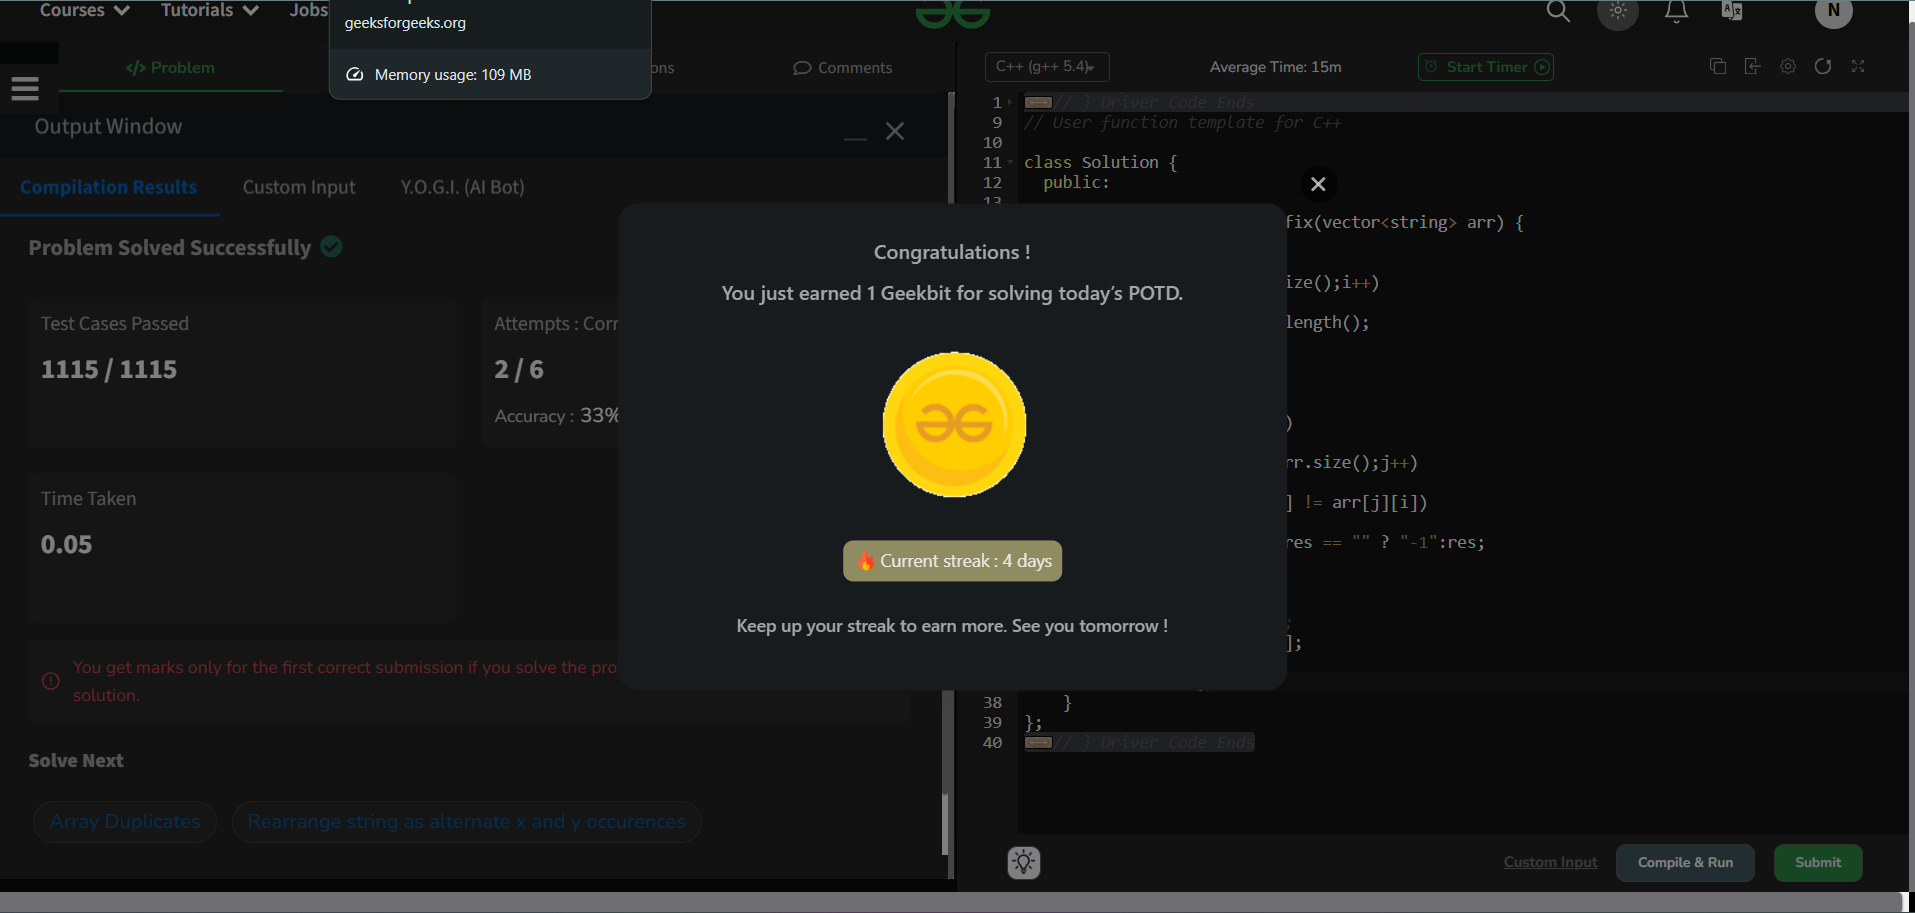 Courses Tutorials Jobs
geeksforgeeks.org
Memory usage: 109 MB
N
</> Problem
Comments
Output Window
Compilation Results Custom Input Y.O.G.I. (AI Bot)
Problem Solved Successfully
Test Cases Passed
1115 / 1115
Attempts : Corr
2 / 6
Accuracy : 33%
Time Taken
0.05
You get marks only for the first correct submission if you solve the pro
solution.
Solve Next
Array Duplicates Rearrange string as alternate x and y occurences
Congratulations !
You just earned 1 Geekbit for solving today's POTD.
Current streak : 4 days
Keep up your streak to earn more. See you tomorrow !
C++ (g++ 5.4) Average Time: 15m Start Timer
1 // } Driver Code Ends
9 // User function template for C++
10
11 class Solution {
12 public:
13
fix(vector<string> arr) {
ize();i++)
length();
)
rr.size();j++)
] != arr[j][i])
res == "" ? "-1":res;
];
38 }
39 };
40 // } Driver Code Ends
Custom Input Compile & Run Submit